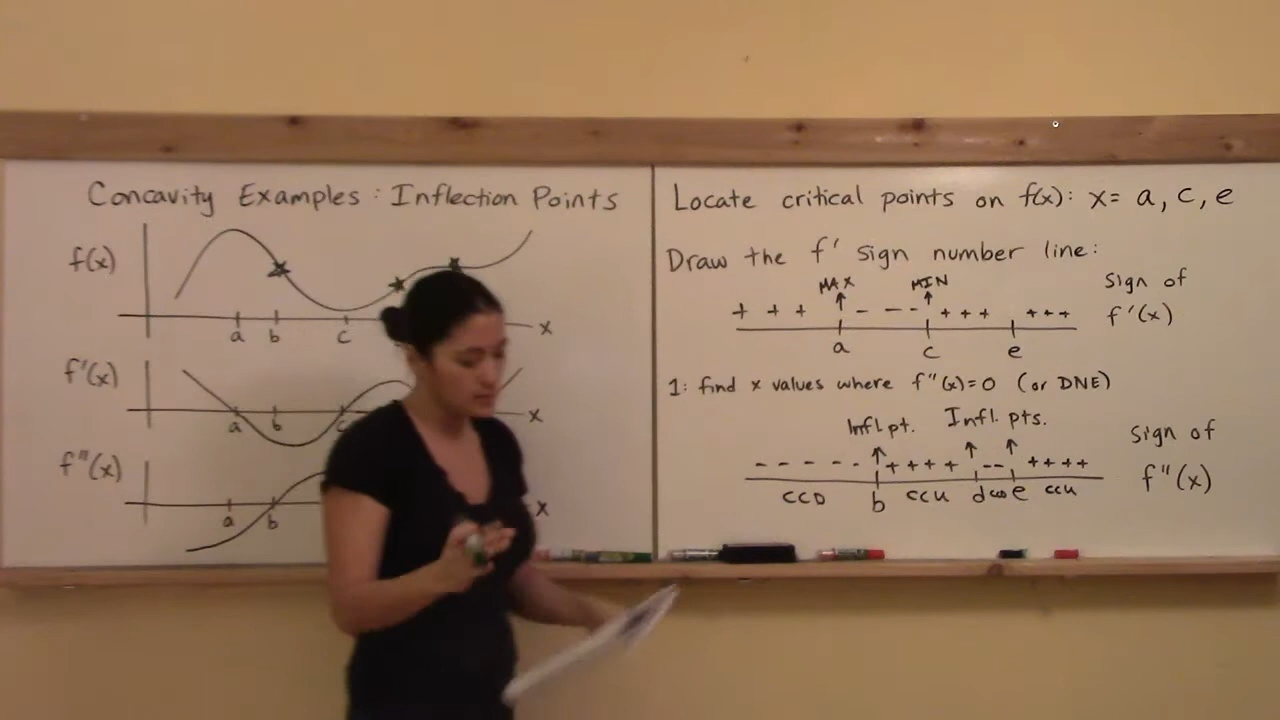 Concavity Examples: Inflection Points
f(x)
a b c x
f'(x)
a b c x
f"(x)
a b x
Locate critical points on f(x): x= a, c, e
Draw the f' sign number line:
MAX MIN Sign of
+ + + - - - - + + + + + + f'(x)
a c e
1: find x values where f"(x)=0 (or DNE)
Infl pt. Infl. pts. Sign of
- - - - - + + + + - - + + + + f"(x)
CCD b CCU d CCD e CCU